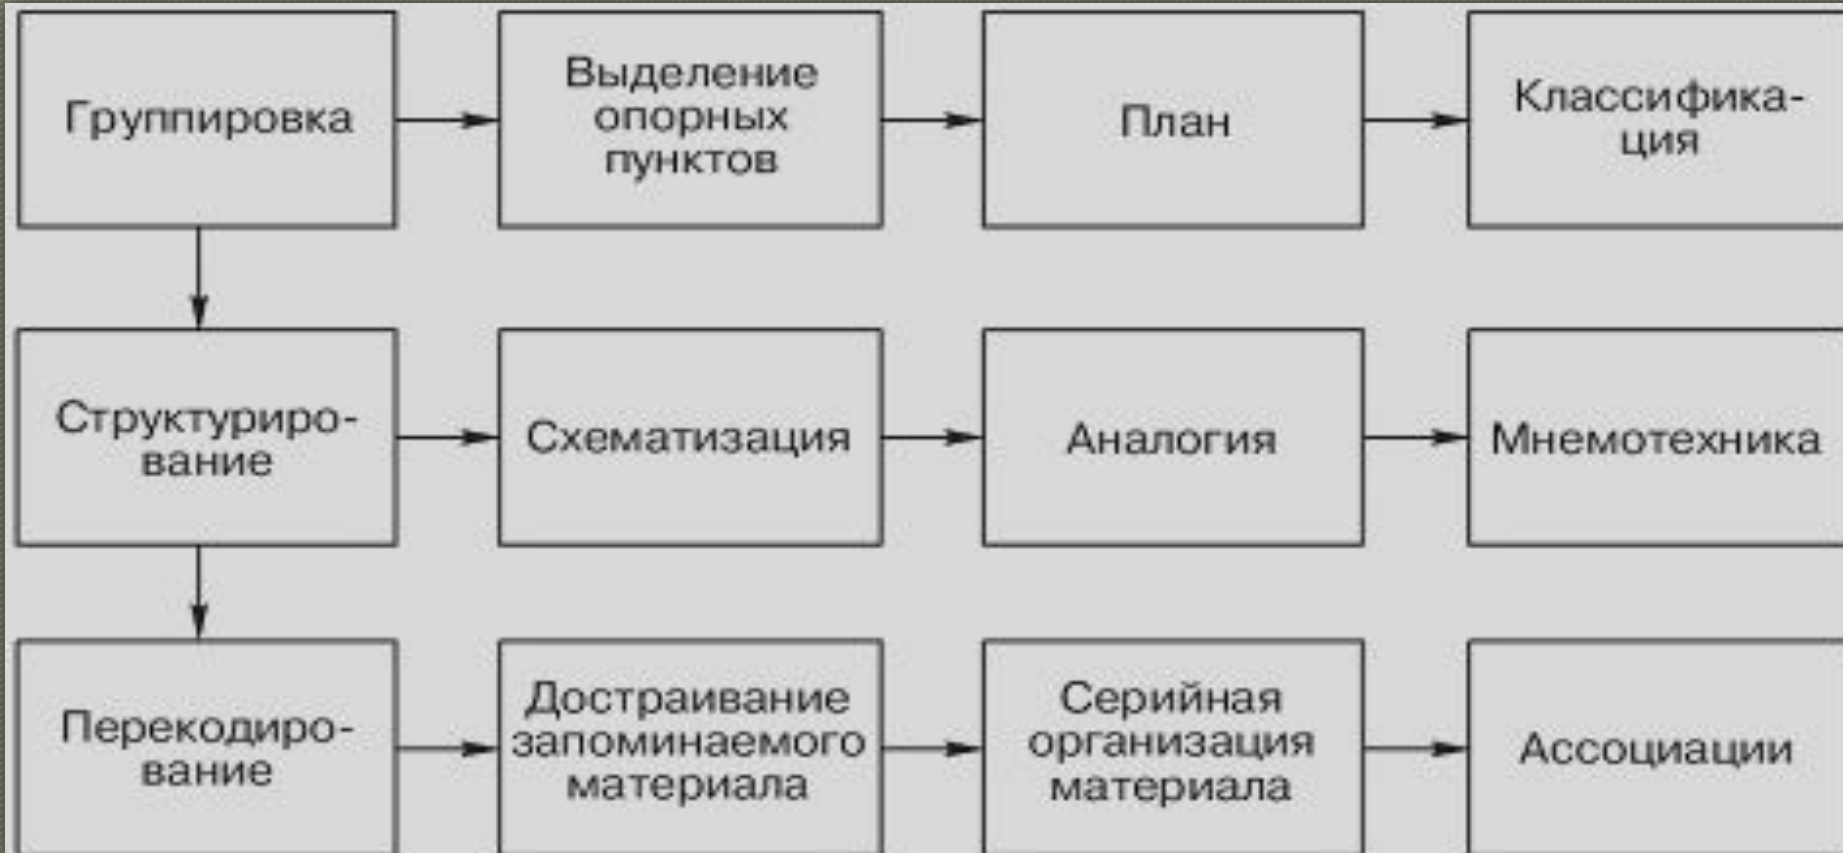 Группировка
Выделение
опорных
пунктов
План
Классифика-
ция
Структуриро-
вание
Схематизация
Аналогия
Мнемотехника
Перекодиро-
вание
Достраивание
запоминаемого
материала
Серийная
организация
материала
Ассоциации